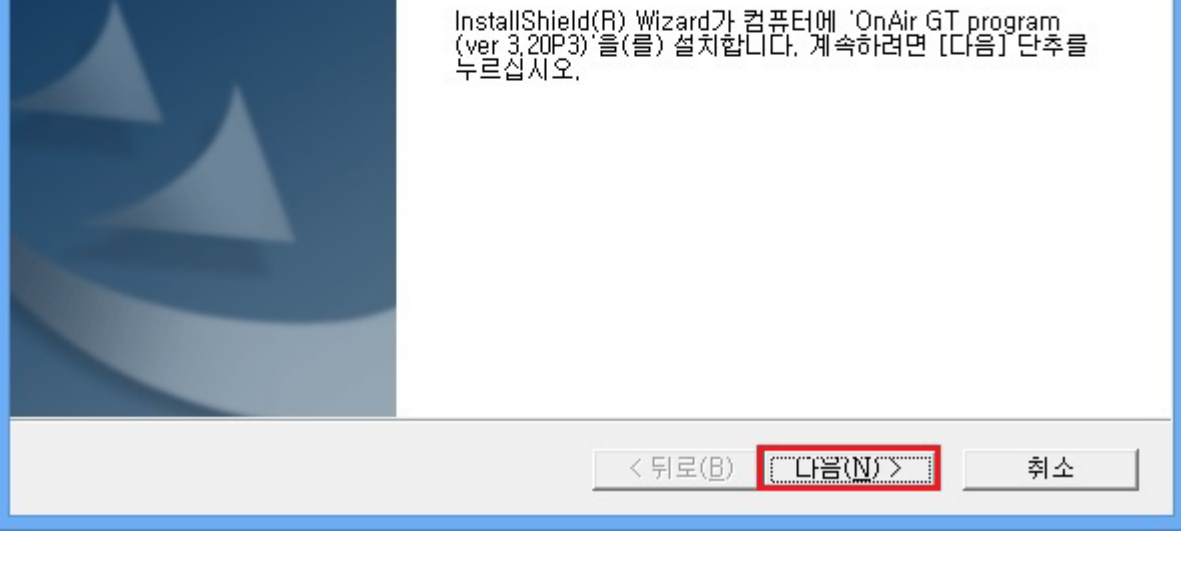 InstallShield(R) Wizard가 컴퓨터에 'OnAir GT program
(ver 3,20P3)'을(를) 설치합니다. 계속하려면 [다음] 단추를
누르십시오.
< 뒤로(B)
다음(N) >
취소